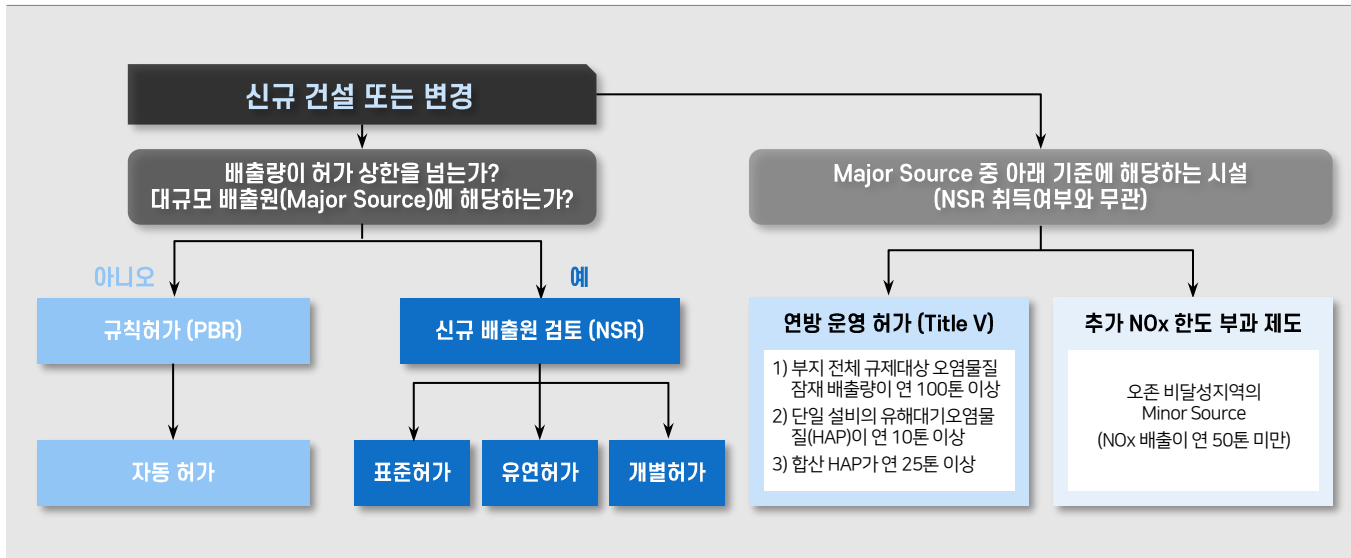 신규 건설 또는 변경
배출량이 허가 상한을 넘는가?
대규모 배출원(Major Source)에 해당하는가?
아니오
예
규칙허가 (PBR)
자동 허가
신규 배출원 검토 (NSR)
표준허가
유연허가
개별허가
Major Source 중 아래 기준에 해당하는 시설
(NSR 취득여부와 무관)
연방 운영 허가 (Title V)
1) 부지 전체 규제대상 오염물질
잠재 배출량이 연 100톤 이상
2) 단일 설비의 유해대기오염물
질(HAP)이 연 10톤 이상
3) 합산 HAP가 연 25톤 이상
추가 NOx 한도 부과 제도
오존 비달성지역의
Minor Source
(NOx 배출이 연 50톤 미만)